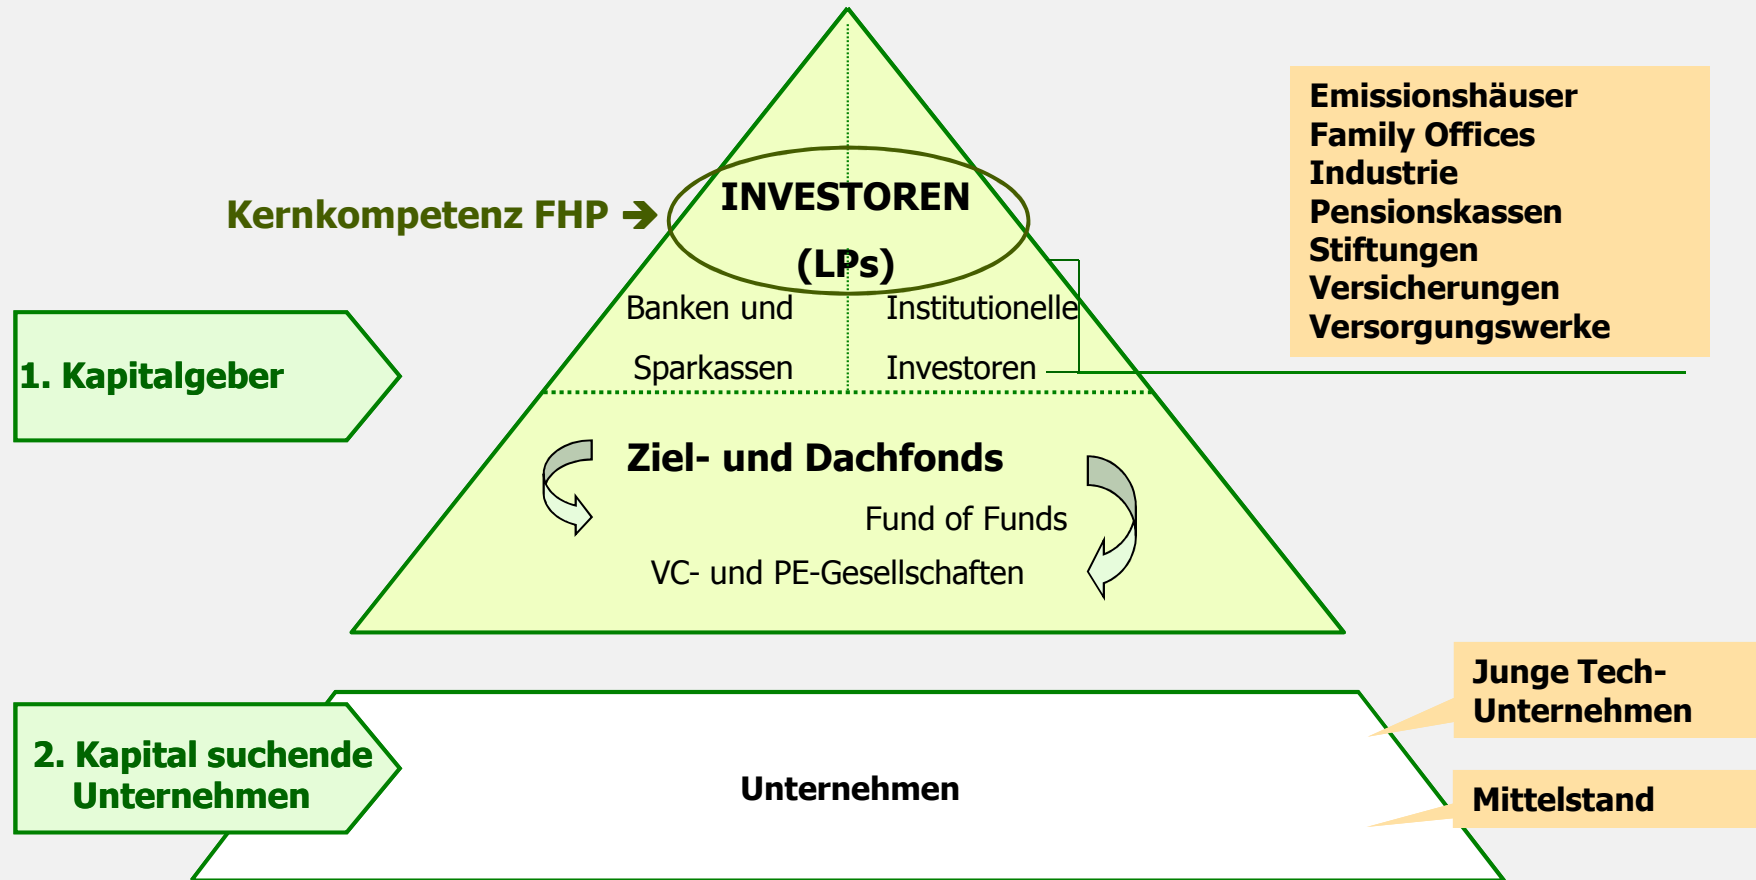 Emissionshäuser
Family Offices
Industrie
Pensionskassen
Stiftungen
Versicherungen
Versorgungswerke
Kernkompetenz FHP ➔
INVESTOREN
(LPs)
Banken und
Sparkassen
Institutionelle
Investoren
1. Kapitalgeber
Ziel- und Dachfonds
Fund of Funds
VC- und PE-Gesellschaften
Junge Tech-
Unternehmen
2. Kapital suchende
Unternehmen
Unternehmen
Mittelstand